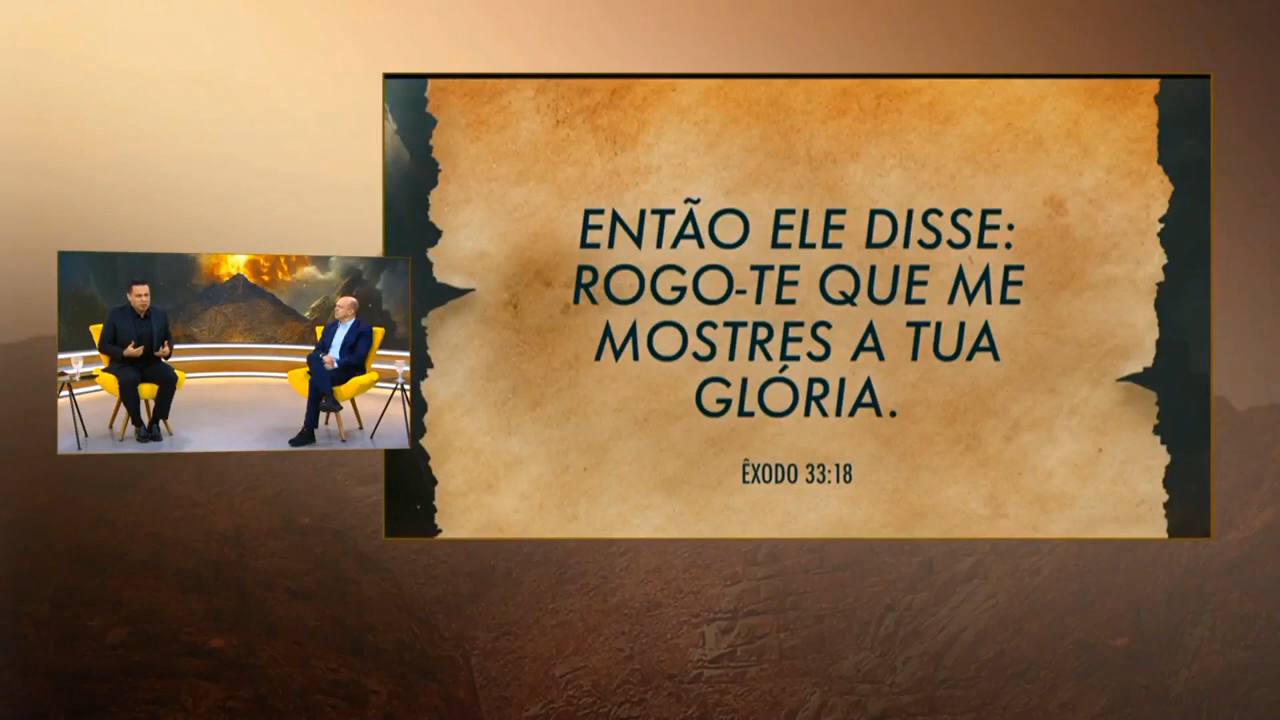 ENTÃO ELE DISSE:
ROGO-TE QUE ME
MOSTRES A TUA
GLÓRIA.
ÊXODO 33:18